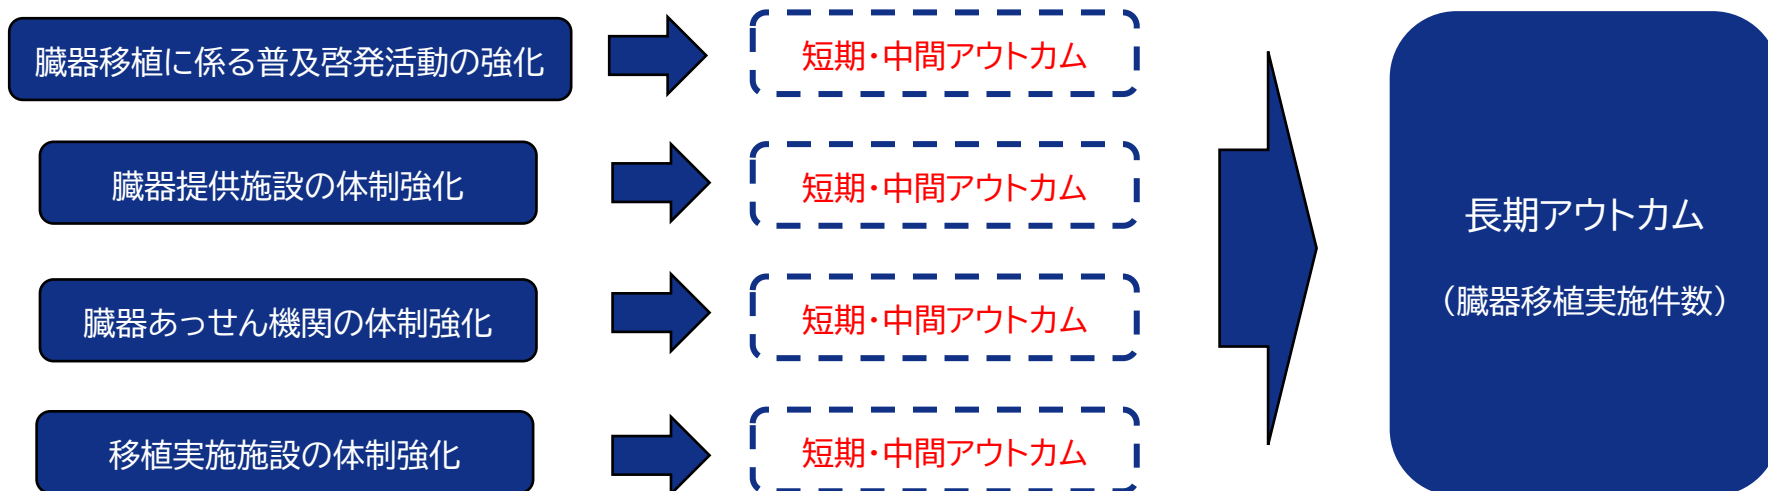 臓器移植に係る普及啓発活動の強化
短期・中間アウトカム
臓器提供施設の体制強化
短期・中間アウトカム
臓器あっせん機関の体制強化
短期・中間アウトカム
移植実施施設の体制強化
短期・中間アウトカム
長期アウトカム
（臓器移植実施件数）